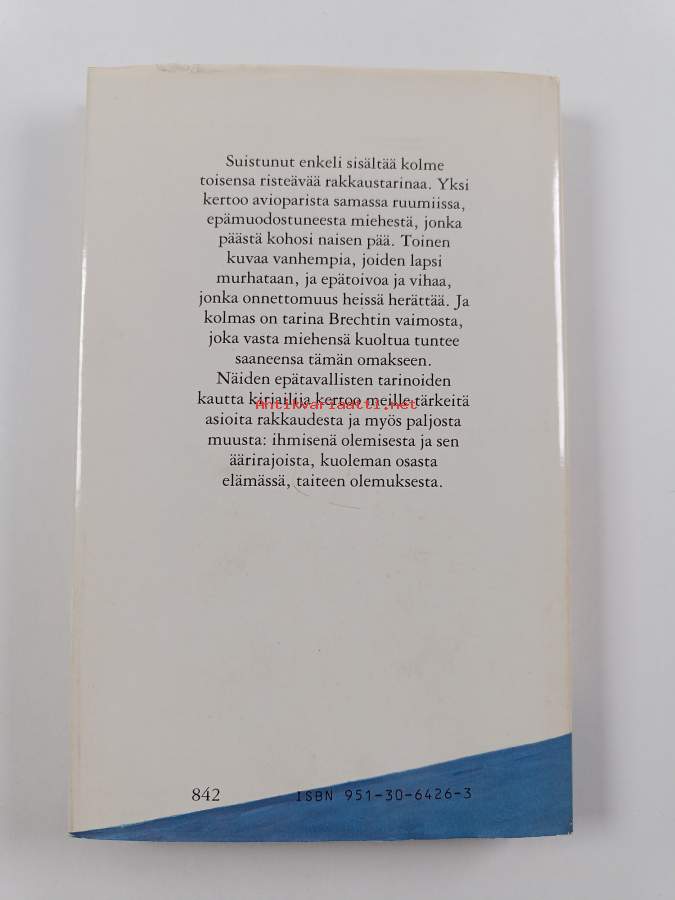 Suistunut enkeli sisältää kolme
toisensa risteävää rakkaustarinaa. Yksi
kertoo avioparista samassa ruumiissa,
epämuodostuneesta miehestä, jonka
päästä kohosi naisen pää. Toinen
kuvaa vanhempia, joiden lapsi
murhataan, ja epätoivoa ja vihaa,
jonka onnettomuus heissä herättää. Ja
kolmas on tarina Brechtin vaimosta,
joka vasta miehensä kuoltua tuntee
saaneensa tämän omakseen.
Näiden epätavallisten tarinoiden
kautta kirjailija kertoo meille tärkeitä
Antikvariaatti.net
asioita rakkaudesta ja myös paljosta
muusta: ihmisenä olemisesta ja sen
äärirajoista, kuoleman osasta
elämässä, taiteen olemuksesta.
842 ISBN 951-30-6426-3